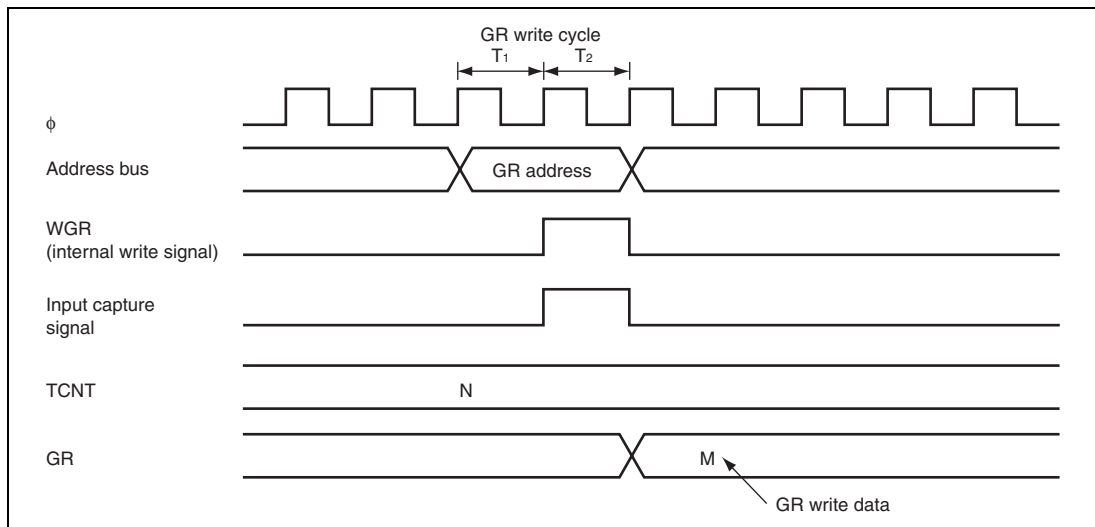 GR write cycle
T1 T2
ϕ
Address bus
GR address
WGR
(internal write signal)
Input capture
signal
TCNT
N
GR
M
GR write data